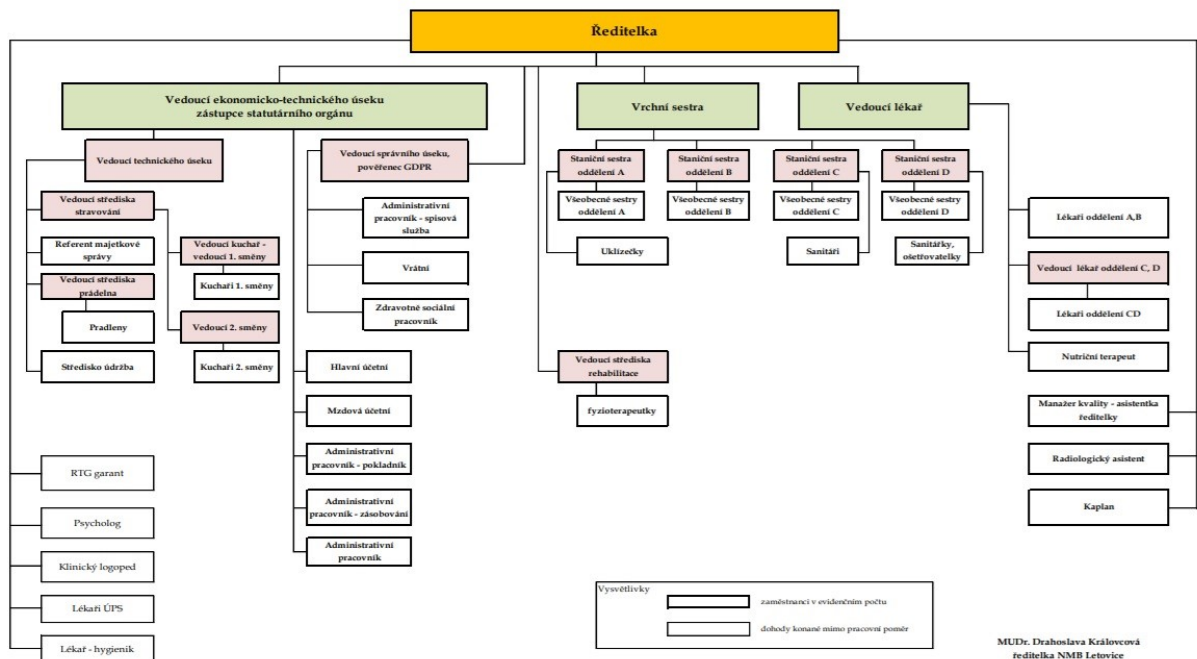 Ředitelka
Vedoucí ekonomicko-technického úseku
zástupce statutárního orgánu
Vrchní sestra
Vedoucí lékař
Vedoucí technického úseku
Vedoucí správního úseku,
pověřenec GDPR
Staniční sestra
oddělení A
Staniční sestra
oddělení B
Staniční sestra
oddělení C
Staniční sestra
oddělení D
Všeobecné sestry
oddělení A
Všeobecné sestry
oddělení B
Všeobecné sestry
oddělení C
Všeobecné sestry
oddělení D
Vedoucí střediska
stravování
Administrativní
pracovník - spisová
služba
Lékaři oddělení A,B
Referent majetkové
správy
Vedoucí kuchař -
vedoucí 1. směny
Uklízečky
Sanitáři
Sanitářky,
ošetřovatelky
Vrátní
Vedoucí lékař oddělení C, D
Vedoucí střediska
prádelna
Kuchaři 1. směny
Zdravotně sociální
pracovník
Lékaři oddělení CD
Pradleny
Vedoucí 2. směny
Středisko údržba
Kuchaři 2. směny
Hlavní účetní
Vedoucí střediska
rehabilitace
Nutriční terapeut
Mzdová účetní
fyzioterapeutky
Manažer kvality - asistentka
ředitelky
Administrativní
pracovník - pokladník
Radiologický asistent
RTG garant
Administrativní
pracovník - zásobování
Kaplan
Psycholog
Administrativní
pracovník
Klinický logoped
Lékaři ÚPS
Lékař - hygienik
Vysvětlivky
zaměstnanci v evidenčním počtu
dohody konané mimo pracovní poměr
MUDr. Drahoslava Královcová
ředitelka NMB Letovice